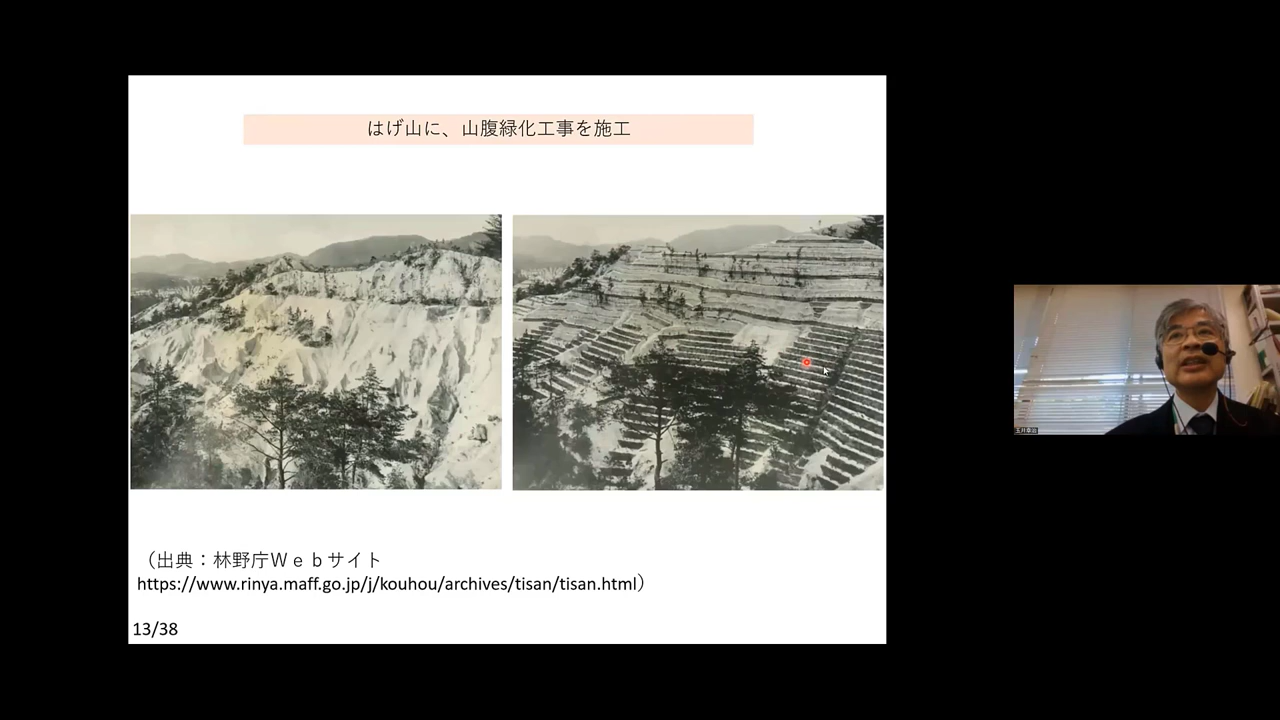 はげ山に、山腹緑化工事を施工
（出典：林野庁Ｗｅｂサイト
https://www.rinya.maff.go.jp/j/kouhou/archives/tisan/tisan.html）
13/38